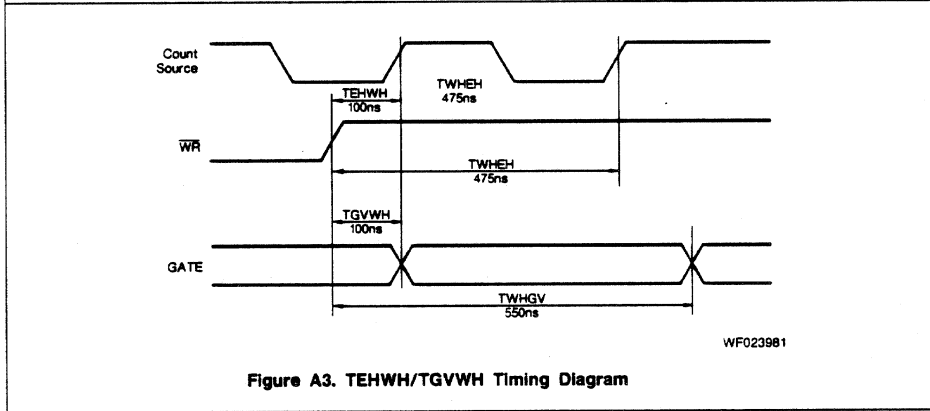 Count
Source
TEHWH
100ns
TWHEH
475ns
WR
TWHEH
475ns
TGVWH
100ns
GATE
TWHGV
550ns
WF023981
Figure A3. TEHWH/TGVWH Timing Diagram